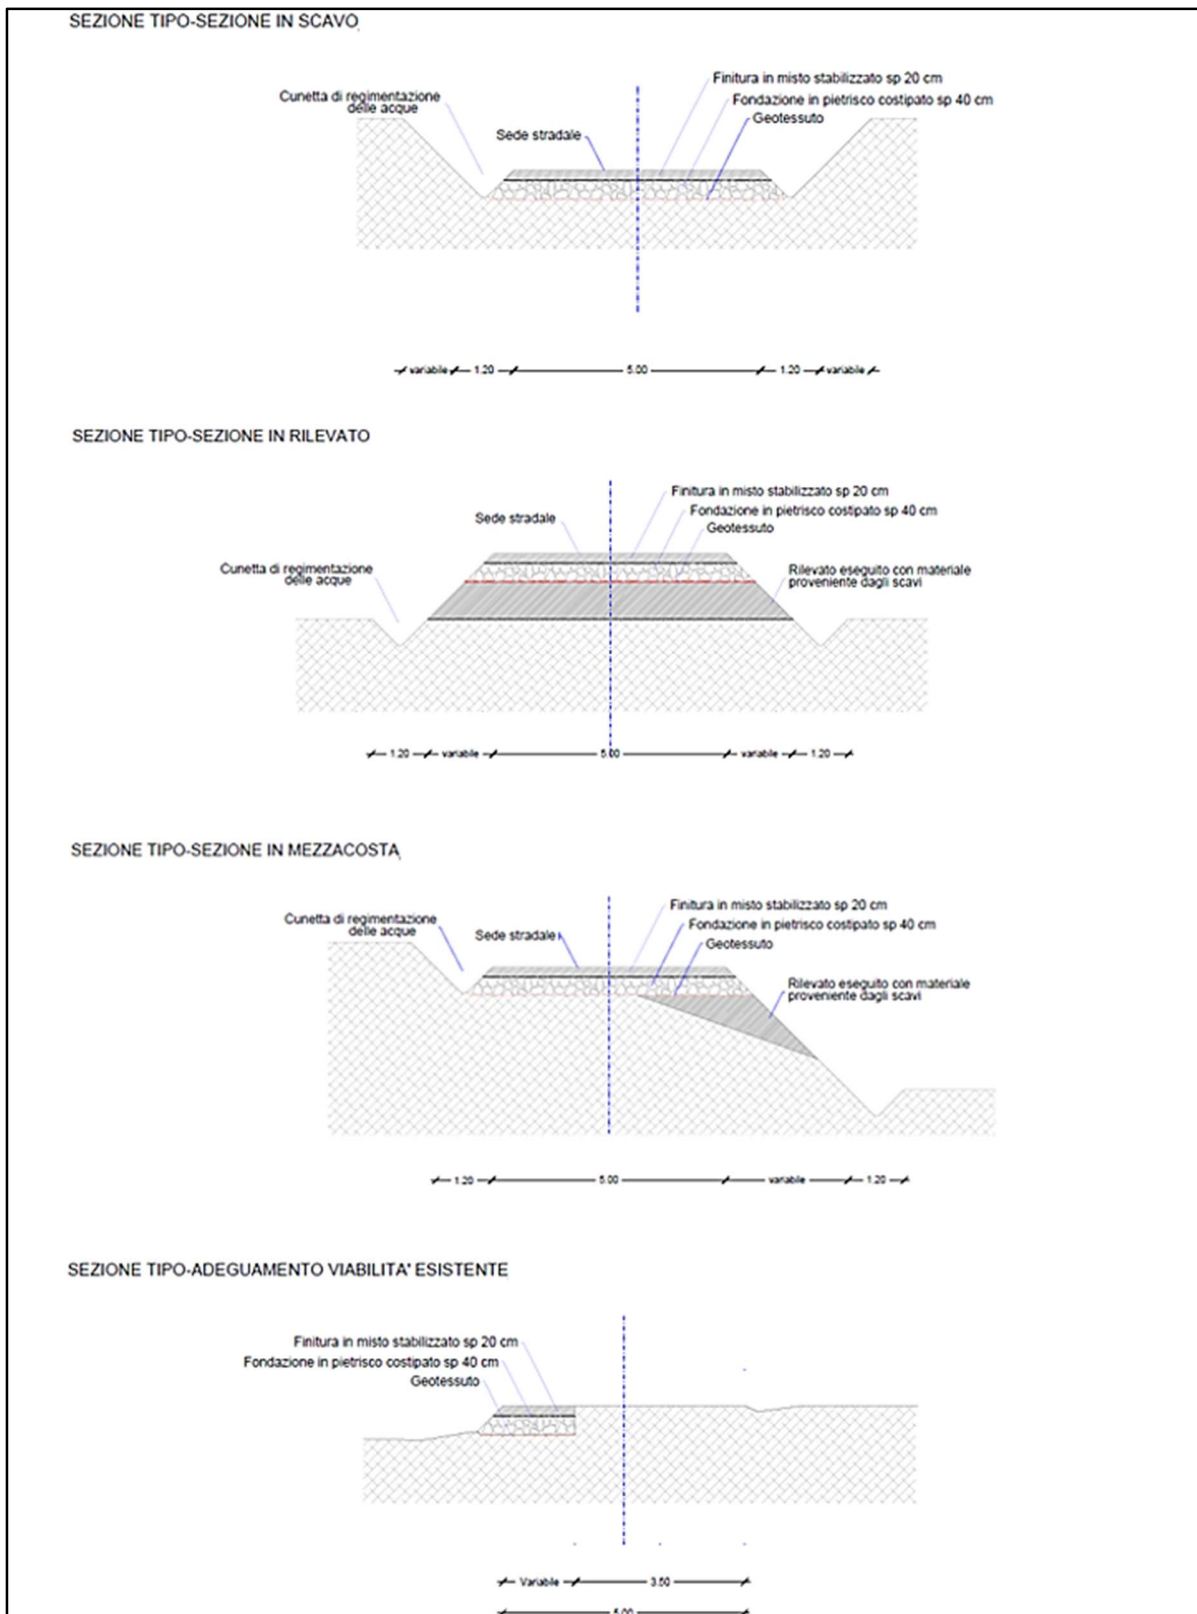 SEZIONE TIPO-SEZIONE IN SCAVO
Finitura in misto stabilizzato sp 20 cm
Cunetta di regimentazione
delle acque
Fondazione in pietrisco costipato sp 40 cm
Geotessuto
Sede stradale
variabile 1.20 5.00 1.20 variabile
SEZIONE TIPO-SEZIONE IN RILEVATO
Finitura in misto stabilizzato sp 20 cm
Fondazione in pietrisco costipato sp 40 cm
Sede stradale
Geotessuto
Cunetta di regimentazione
delle acque
Rilevato eseguito con materiale
proveniente dagli scavi
1.20 variabile 5.00 variabile 1.20
SEZIONE TIPO-SEZIONE IN MEZZACOSTA
Finitura in misto stabilizzato sp 20 cm
Cunetta di regimentazione
delle acque
Fondazione in pietrisco costipato sp 40 cm
Sede stradale
Geotessuto
Rilevato eseguito con materiale
proveniente dagli scavi
1.20 5.00 variabile 1.20
SEZIONE TIPO-ADEGUAMENTO VIABILITA' ESISTENTE
Finitura in misto stabilizzato sp 20 cm
Fondazione in pietrisco costipato sp 40 cm
Geotessuto
Variabile 3.50
5.00